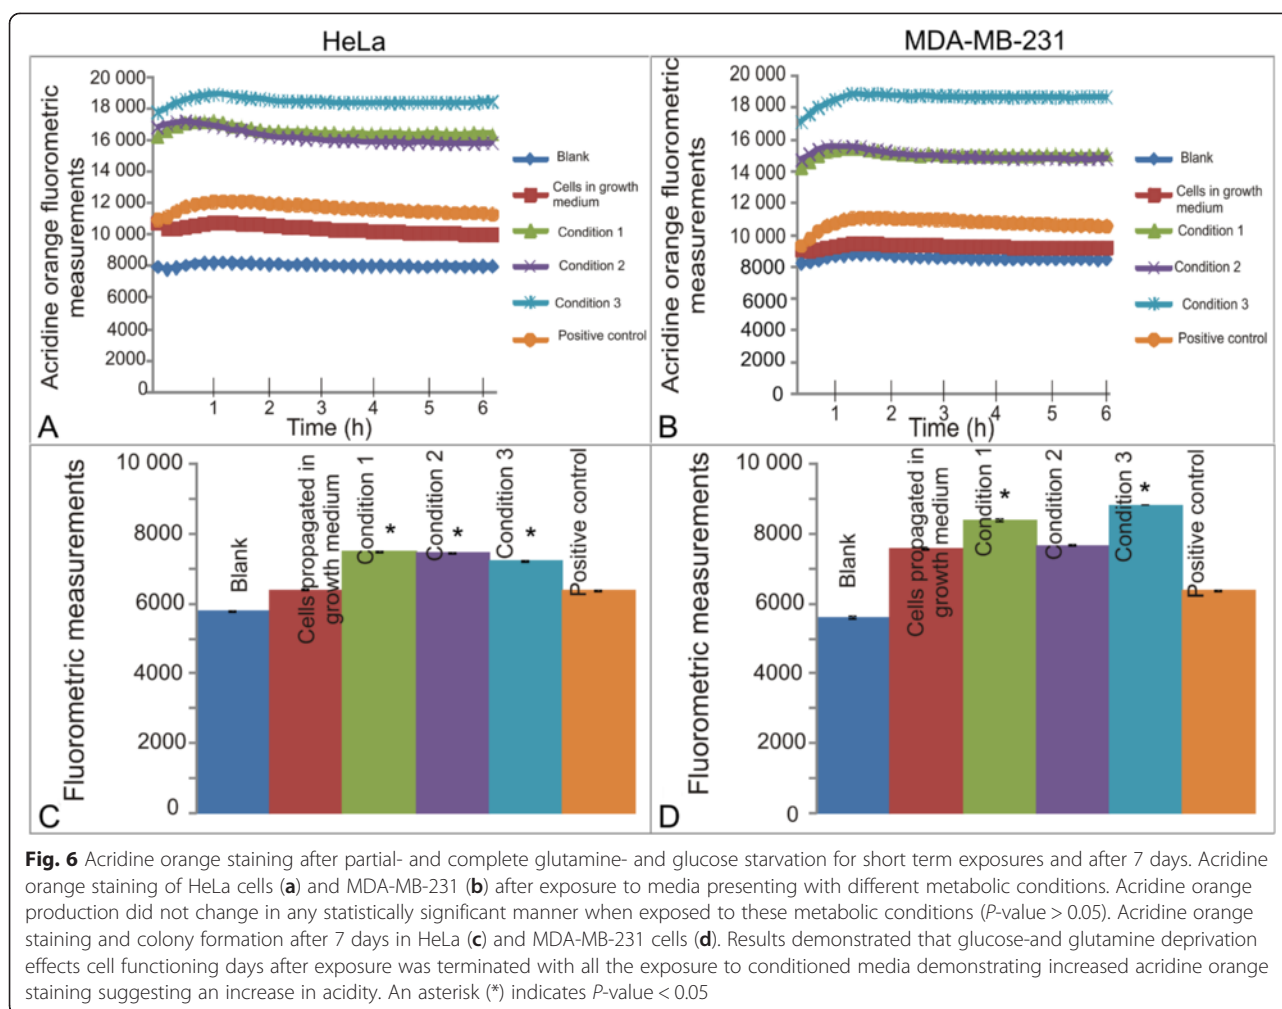 HeLa
MDA-MB-231
Acridine orange fluorometric
measurements
20 000
18 000
16 000
14 000
12 000
10 000
8000
6000
4000
2000
0
1 2 3 4 5 6
Time (h)
A
Blank
Cells in growth
medium
Condition 1
Condition 2
Condition 3
Positive control
Acridine orange fluorometric
measurements
20 000
18 000
16 000
14 000
12 000
10 000
8000
6000
4000
2000
0
1 2 3 4 5 6
Time (h)
B
Blank
Cells in growth
medium
Condition 1
Condition 2
Condition 3
Positive control
Fluorometric measurements
10 000
8000
6000
4000
2000
0
Blank
Cells propagated in
growth medium
Condition 1
*
Condition 2
*
Condition 3
*
Positive control
C
Fluorometric measurements
10 000
8000
6000
4000
2000
0
Blank
Cells propagated in
growth medium
Condition 1
*
Condition 2
Condition 3
*
Positive control
D
Fig. 6 Acridine orange staining after partial- and complete glutamine- and glucose starvation for short term exposures and after 7 days. Acridine
orange staining of HeLa cells (a) and MDA-MB-231 (b) after exposure to media presenting with different metabolic conditions. Acridine orange
production did not change in any statistically significant manner when exposed to these metabolic conditions (P-value > 0.05). Acridine orange
staining and colony formation after 7 days in HeLa (c) and MDA-MB-231 cells (d). Results demonstrated that glucose-and glutamine deprivation
effects cell functioning days after exposure was terminated with all the exposure to conditioned media demonstrating increased acridine orange
staining suggesting an increase in acidity. An asterisk (*) indicates P-value < 0.05